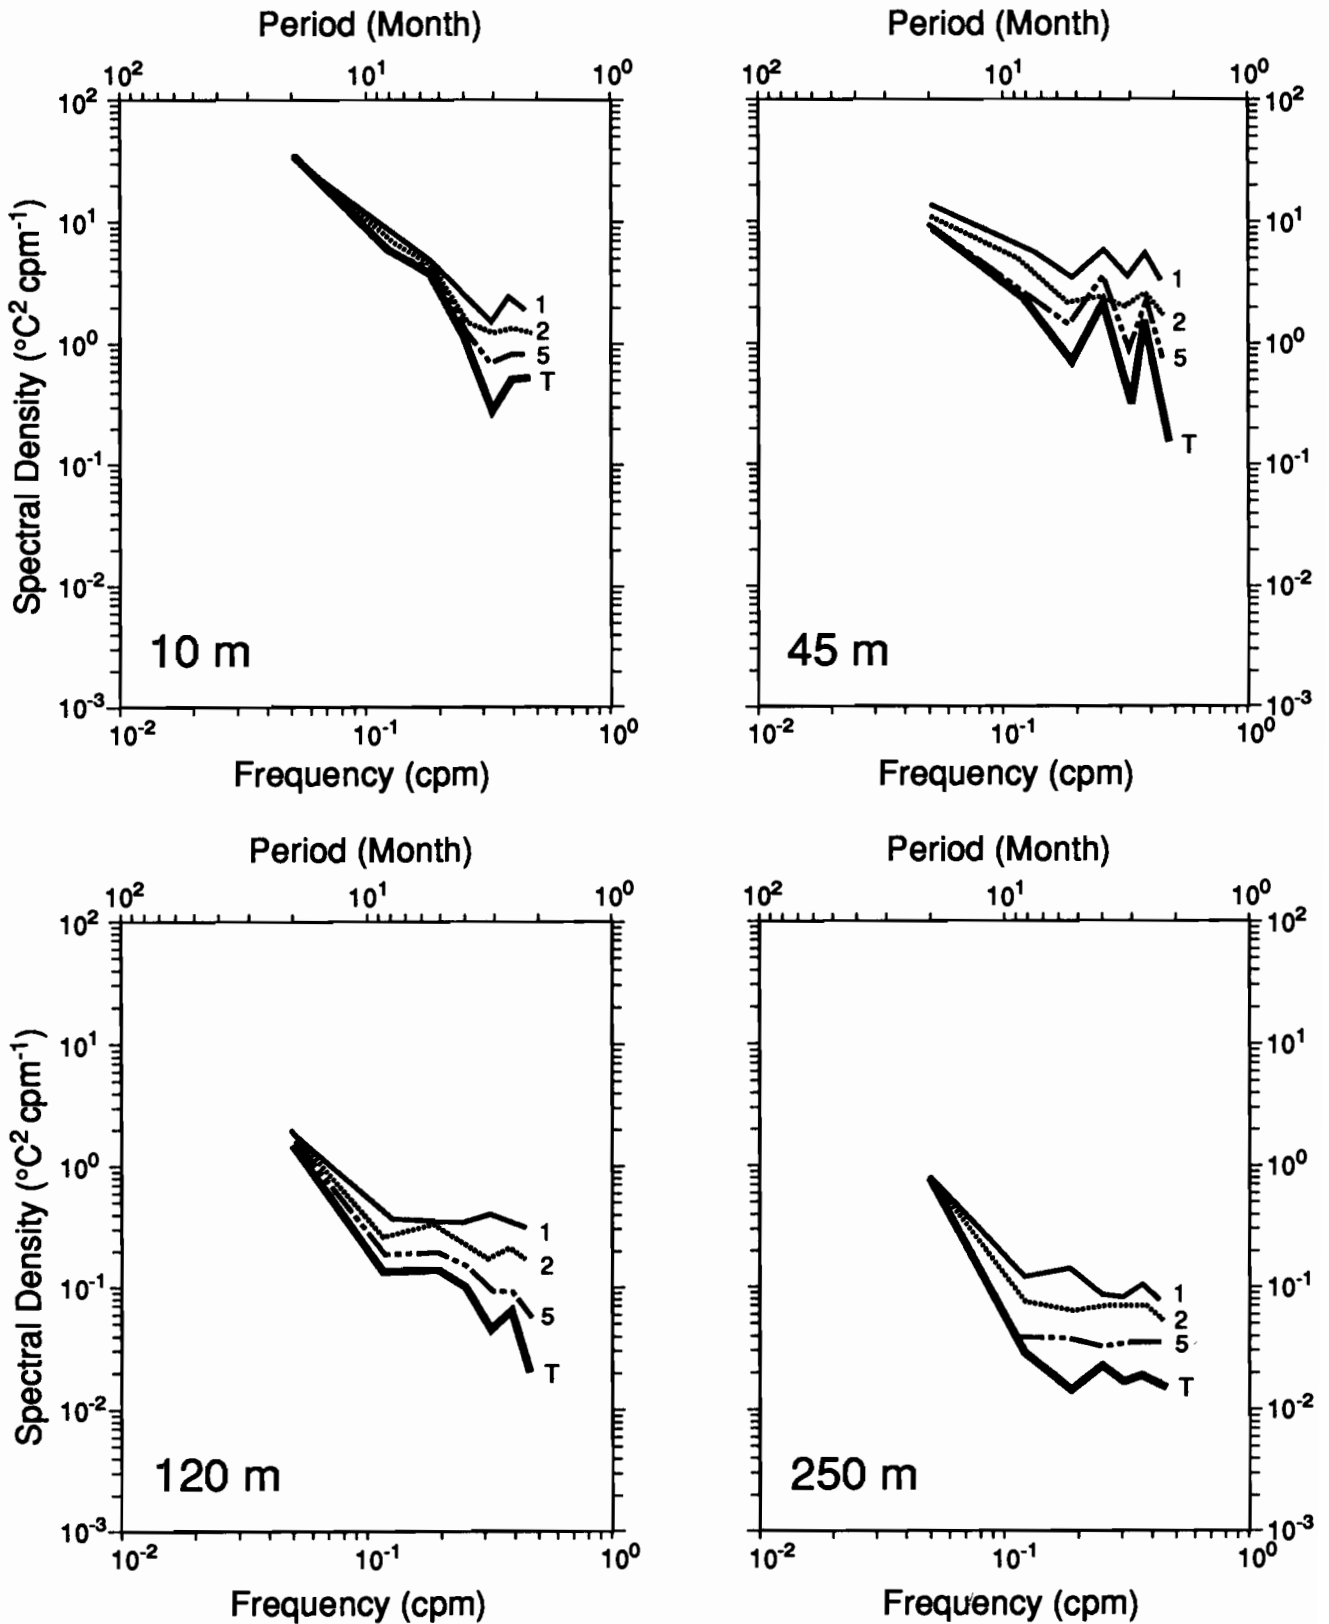 Period (Month)
10² 10¹ 10⁰
10²
10¹
10⁰
10⁻¹
10⁻²
10⁻³
Spectral Density (°C² cpm⁻¹)
1
2
5
T
10 m
10⁻² 10⁻¹ 10⁰
Frequency (cpm)
Period (Month)
10² 10¹ 10⁰
10²
10¹
10⁰
10⁻¹
10⁻²
10⁻³
1
2
5
T
45 m
10⁻² 10⁻¹ 10⁰
Frequency (cpm)
Period (Month)
10² 10¹ 10⁰
10²
10¹
10⁰
10⁻¹
10⁻²
10⁻³
Spectral Density (°C² cpm⁻¹)
1
2
5
T
120 m
10⁻² 10⁻¹ 10⁰
Frequency (cpm)
Period (Month)
10² 10¹ 10⁰
10²
10¹
10⁰
10⁻¹
10⁻²
10⁻³
1
2
5
T
250 m
10⁻² 10⁻¹ 10⁰
Frequency (cpm)